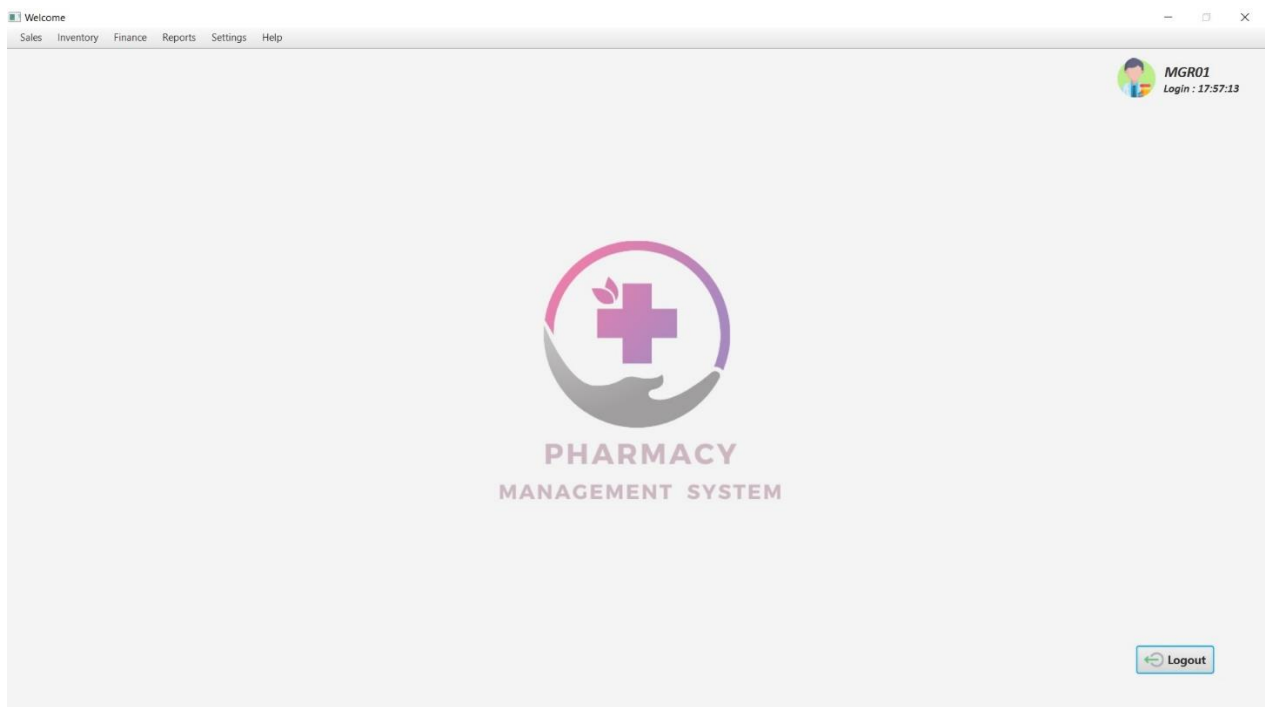 Welcome
Sales Inventory Finance Reports Settings Help
MGR01
Login : 17:57:13
PHARMACY
MANAGEMENT SYSTEM
Logout